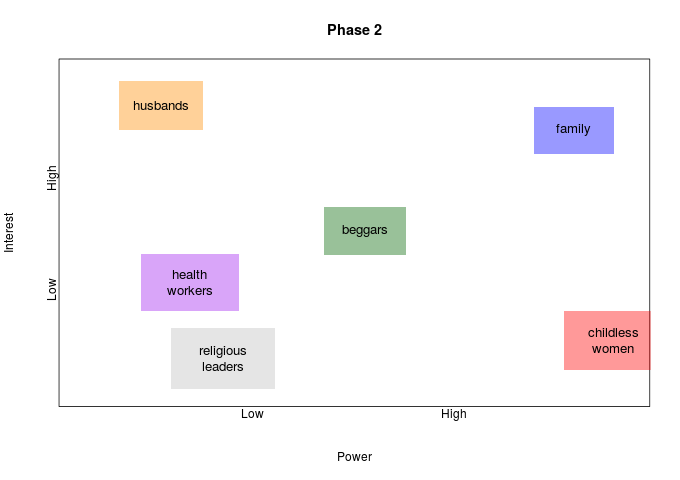 Phase 2
husbands
family
High
Interest
beggars
health
workers
Low
childless
women
religious
leaders
Low
High
Power